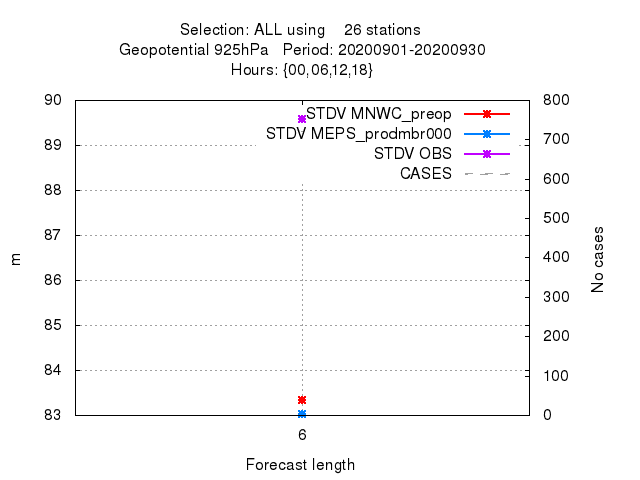 Selection: ALL using    26 stations
Geopotential 925hPa   Period: 20200901-20200930
Hours: {00,06,12,18}
STDV MNWC_preop
STDV MEPS_prodmbr000
STDV OBS
CASES
90
89
88
87
86
85
84
83
m
800
700
600
500
400
300
200
100
0
No cases
6
Forecast length